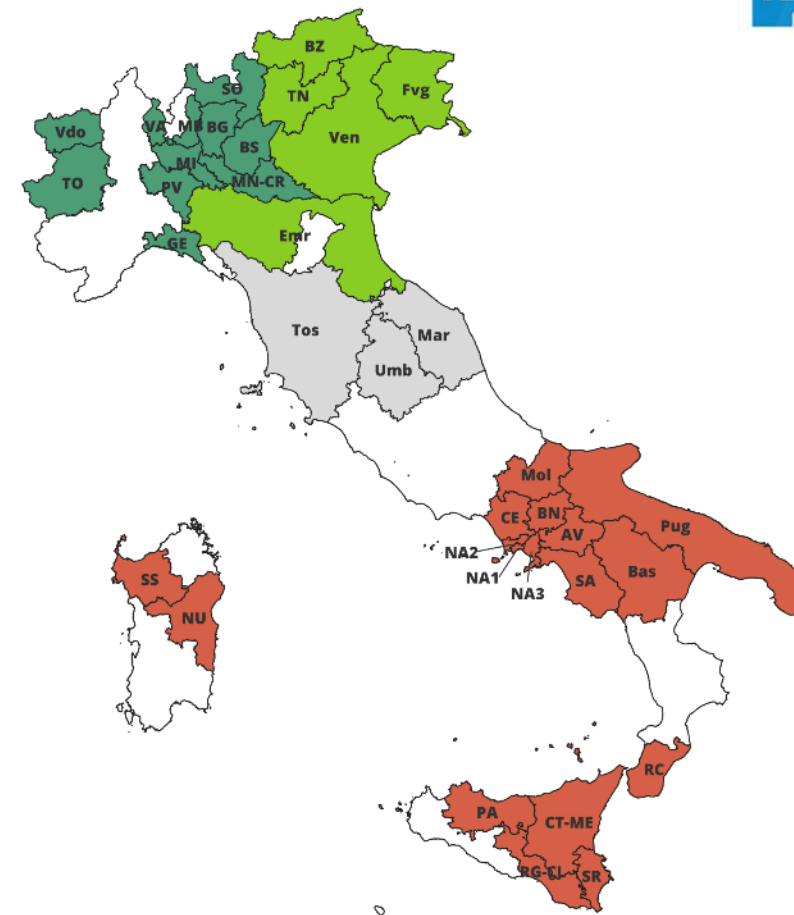 BZ
SO
TN
Fvg
VA
MB
BG
Vdo
Ven
BS
MI
TO
PV
MN-CR
Emr
GE
Tos
Mar
Umb
Mol
CE
BN
Pug
AV
NA2
NA1
Bas
SS
SA
NA3
NU
RC
PA
CT-ME
RG-CL
SR